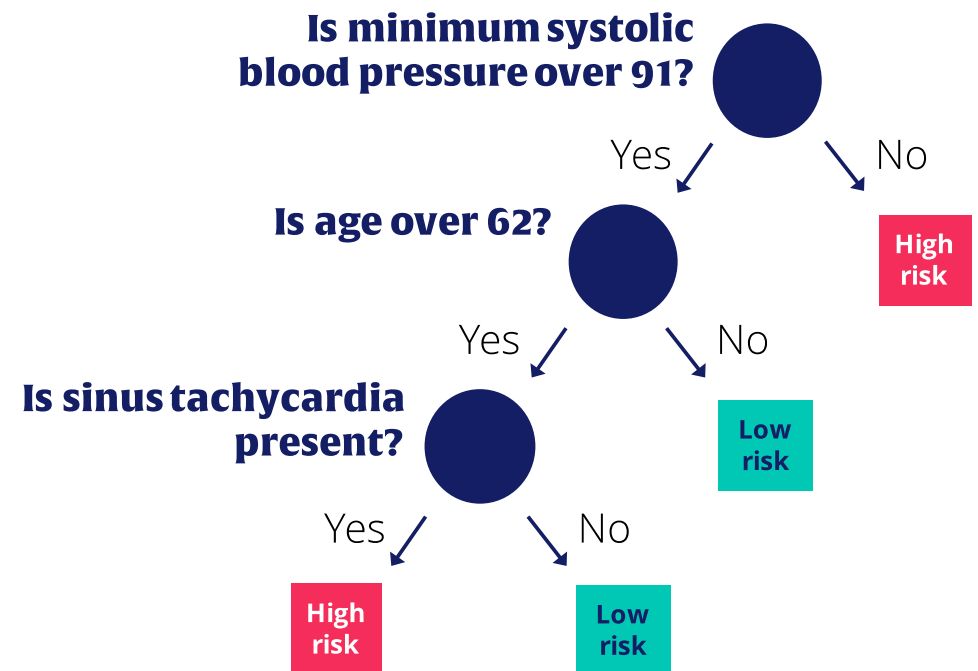 Is minimum systolic
blood pressure over 91?
Yes
No
Is age over 62?
High
risk
Yes
No
Is sinus tachycardia
present?
Low
risk
Yes
No
High
risk
Low
risk